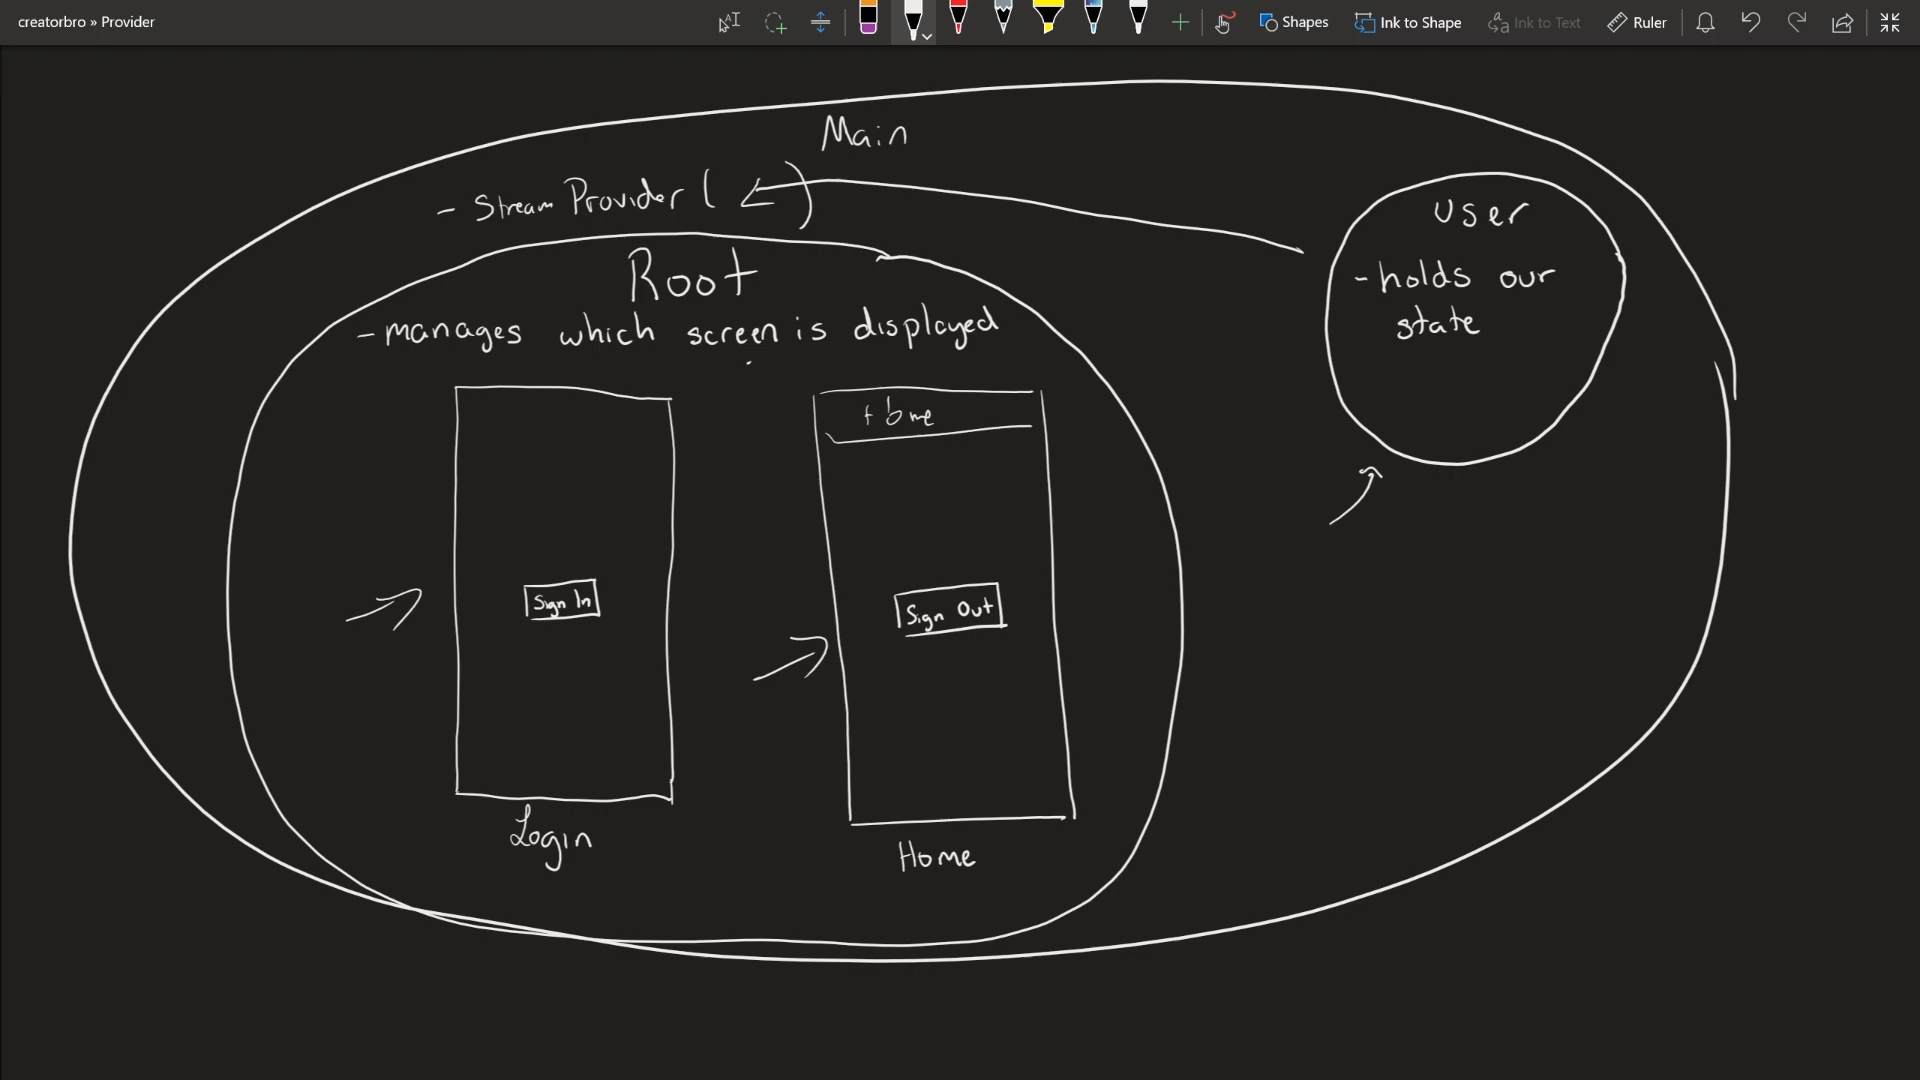 creatorbro » Provider
Shapes
Ink to Shape
Ink to Text
Ruler
Main
- Stream Provider ( )
User
- holds our
state
Root
- manages which screen is displayed
Home
Sign In
Sign Out
Login
Home